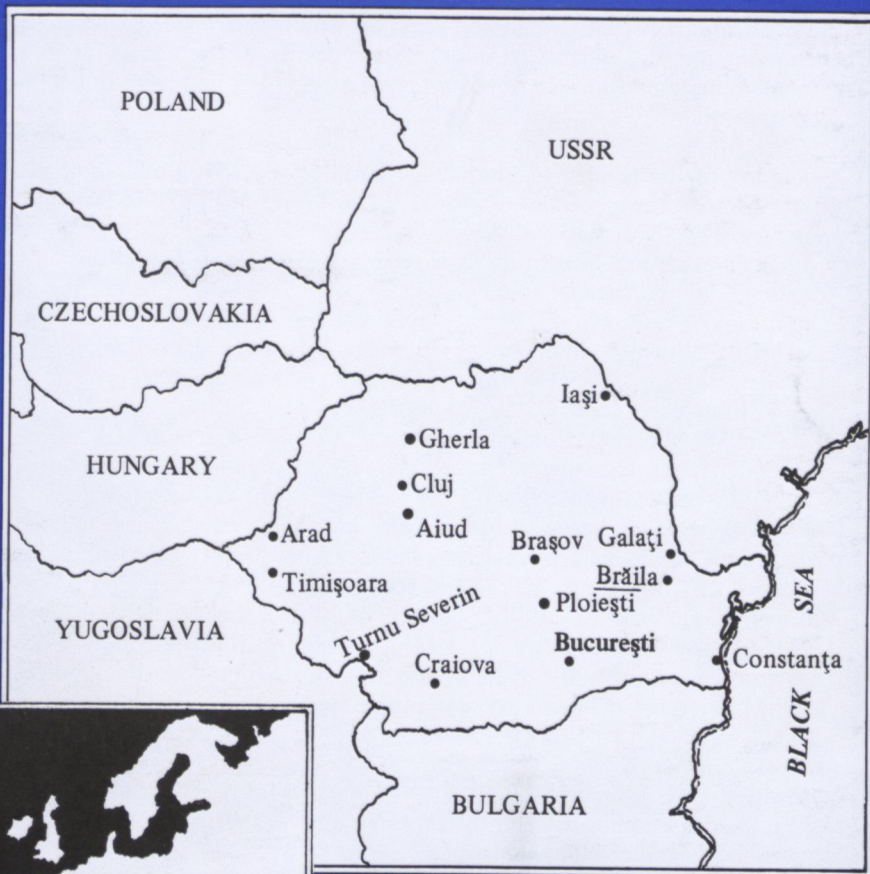 POLAND
USSR
CZECHOSLOVAKIA
Iaşi
Gherla
HUNGARY
Cluj
Aiud
Arad
Braşov
Galaţi
Timişoara
Brăila
Ploieşti
SEA
YUGOSLAVIA
Turnu Severin
Bucureşti
Craiova
Constanţa
BLACK
BULGARIA